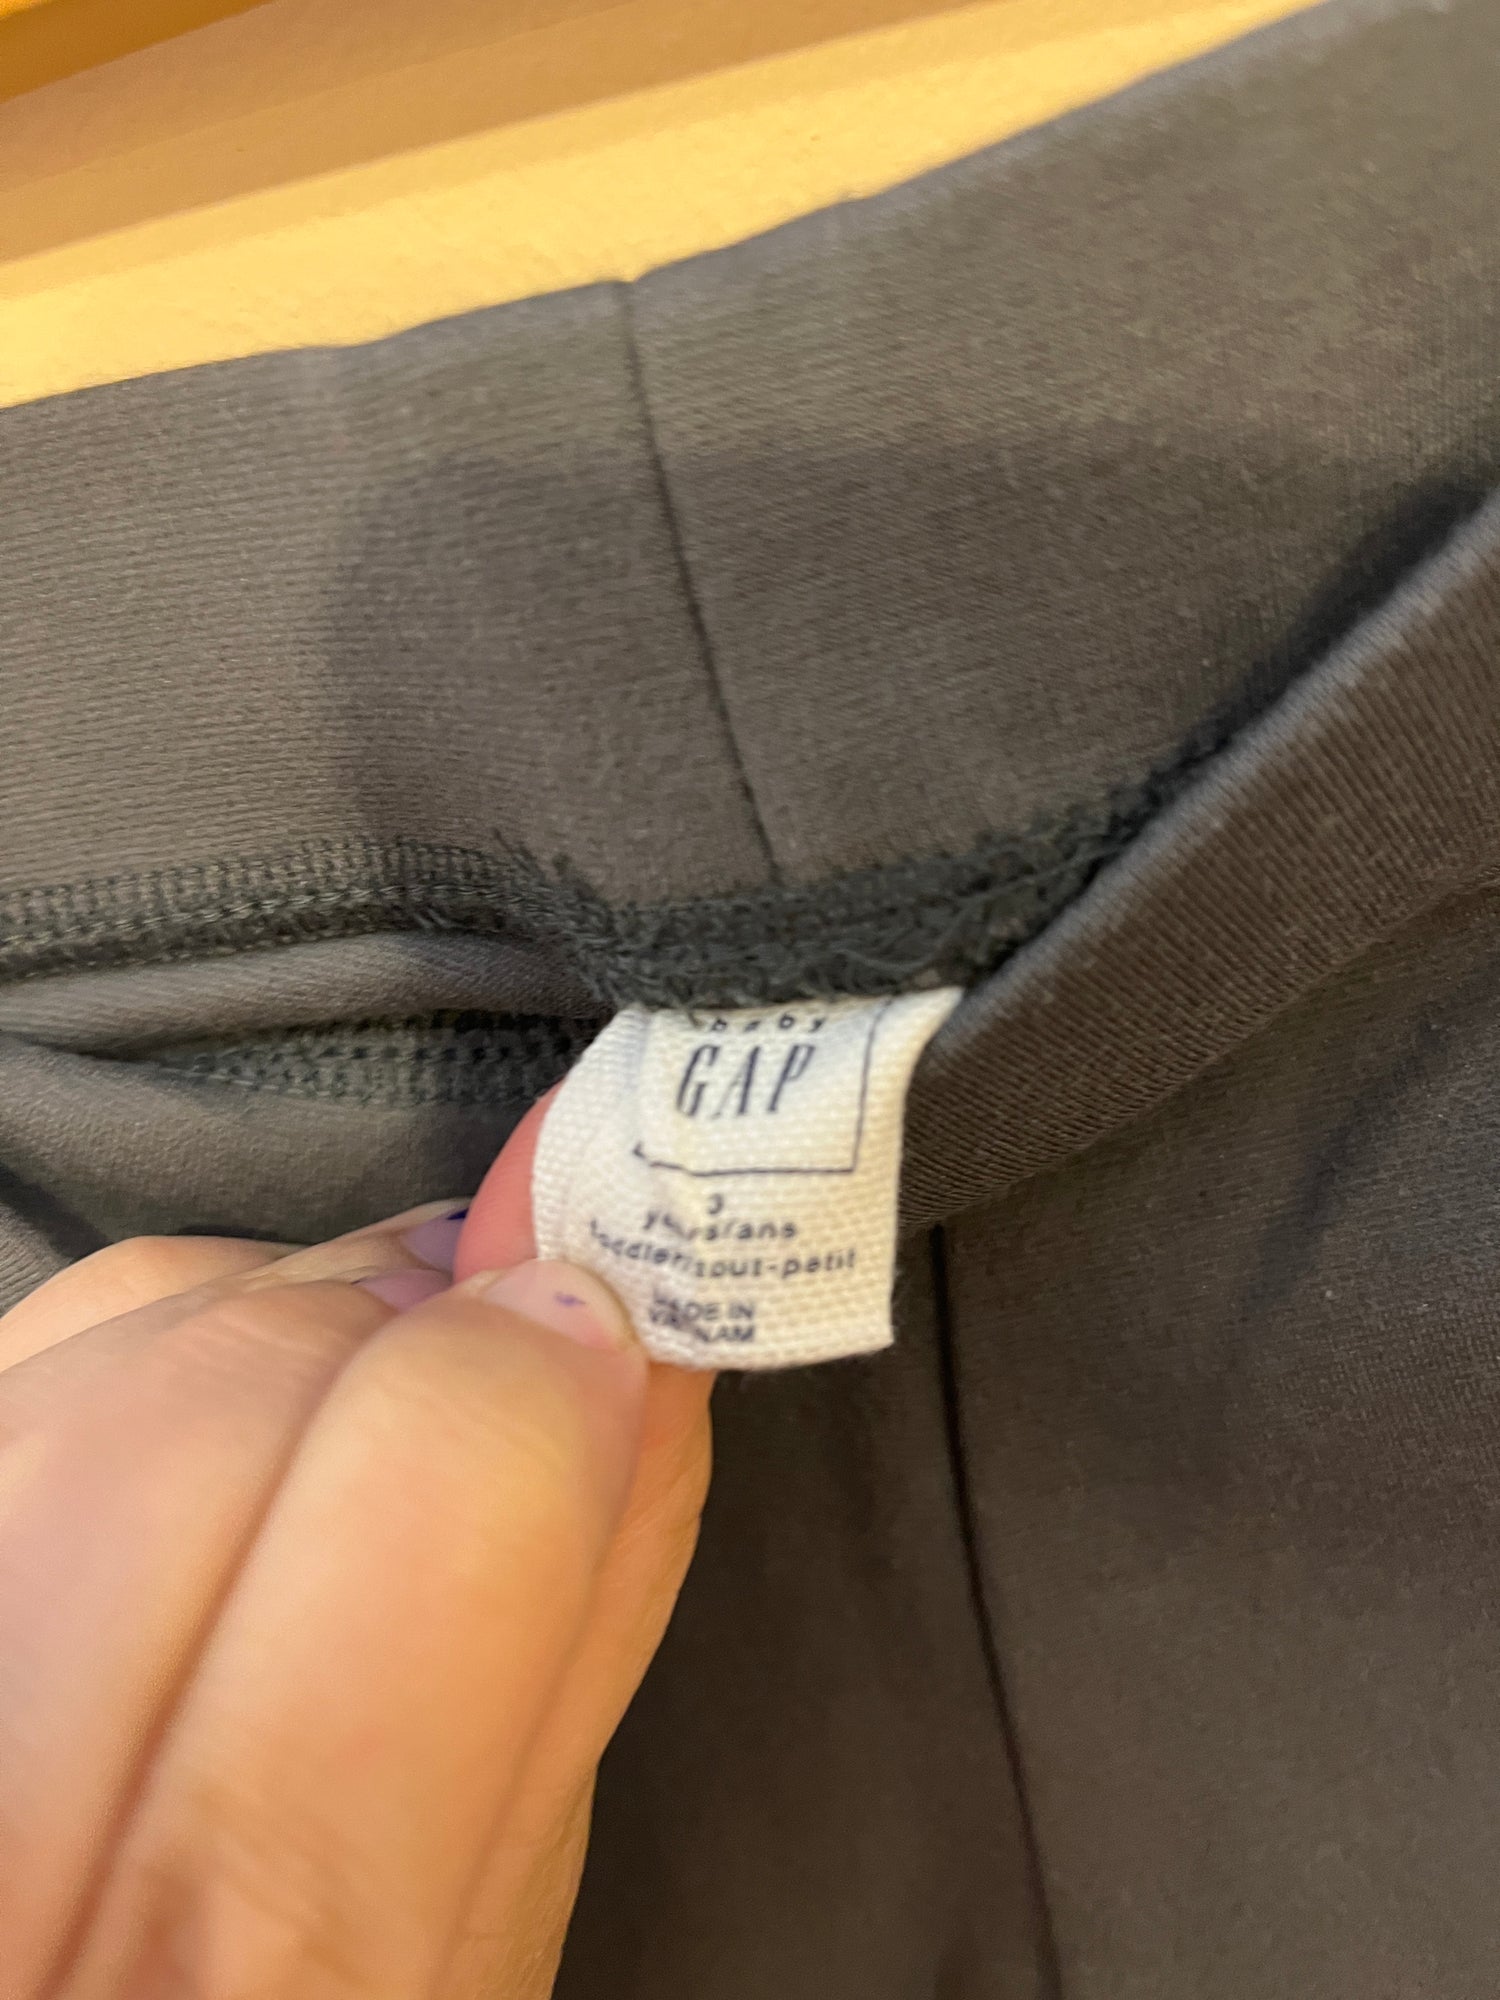 baby
GAP
3
years/ans
toddler/tout-petit
MADE IN
VIETNAM